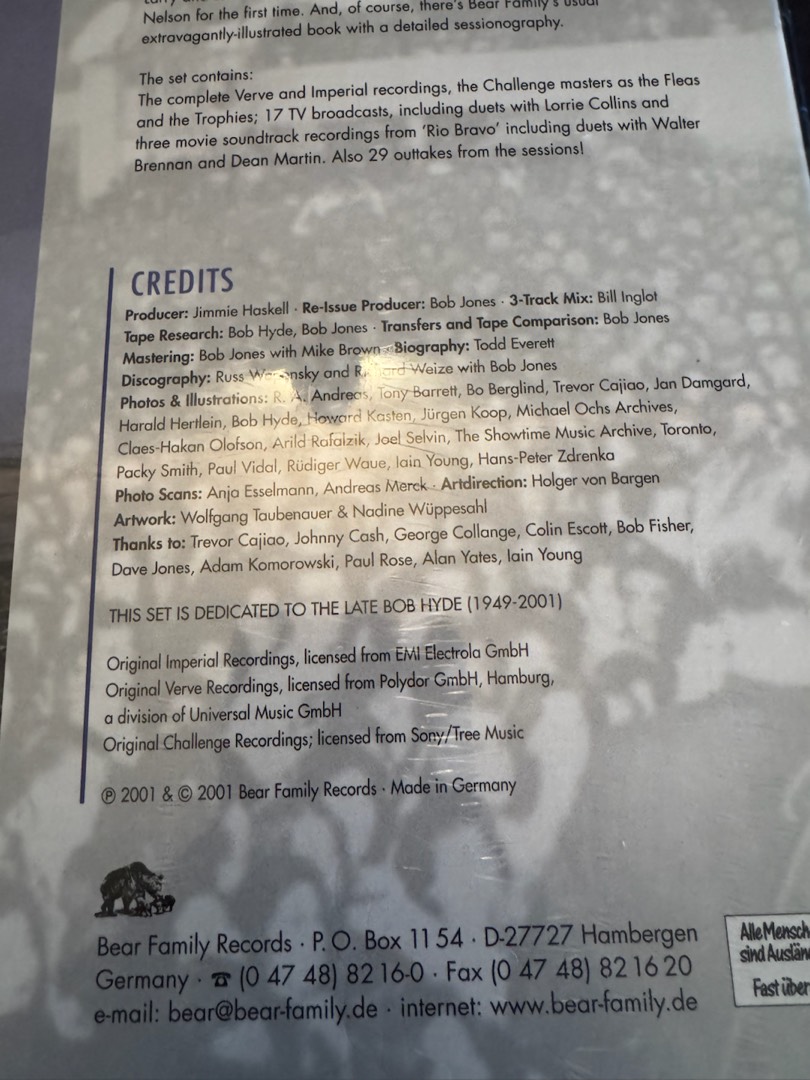 Nelson for the first time. And, of course, there's Bear Family's usual
extravagantly-illustrated book with a detailed sessionography.
The set contains:
The complete Verve and Imperial recordings, the Challenge masters as the Fleas
and the Trophies; 17 TV broadcasts, including duets with Lorrie Collins and
three movie soundtrack recordings from 'Rio Bravo' including duets with Walter
Brennan and Dean Martin. Also 29 outtakes from the sessions!
CREDITS
Producer: Jimmie Haskell · Re-Issue Producer: Bob Jones · 3-Track Mix: Bill Inglot
Tape Research: Bob Hyde, Bob Jones · Transfers and Tape Comparison: Bob Jones
Mastering: Bob Jones with Mike Brown · Biography: Todd Everett
Discography: Russ and Weize with Bob Jones
Photos & Illustrations: R. A. Andreas, Tony Barrett, Bo Berglind, Trevor Cajiao, Jan Damgard,
Harald Hertlein, Bob Hyde, Howard Kasten, Jürgen Koop, Michael Ochs Archives,
Claes-Hakan Olofson, Arild Rafalzik, Joel Selvin, The Showtime Music Archive, Toronto,
Packy Smith, Paul Vidal, Rüdiger Waue, Iain Young, Hans-Peter Zdrenka
Photo Scans: Anja Esselmann, Andreas Merck · Artdirection: Holger von Bargen
Artwork: Wolfgang Taubenauer & Nadine Wüppesahl
Thanks to: Trevor Cajiao, Johnny Cash, George Collange, Colin Escott, Bob Fisher,
Dave Jones, Adam Komorowski, Paul Rose, Alan Yates, Iain Young
THIS SET IS DEDICATED TO THE LATE BOB HYDE (1949-2001)
Original Imperial Recordings, licensed from EMI Electrola GmbH
Original Verve Recordings, licensed from Polydor GmbH, Hamburg,
a division of Universal Music GmbH
Original Challenge Recordings; licensed from Sony/Tree Music
℗ 2001 & © 2001 Bear Family Records · Made in Germany
Bear Family Records · P. O. Box 11 54 · D-27727 Hambergen
Germany · ☎ (0 47 48) 82 16-0 · Fax (0 47 48) 82 16 20
e-mail: bear@bear-family.de · internet: www.bear-family.de
Alle Mensch
sind Auslän
Fast über